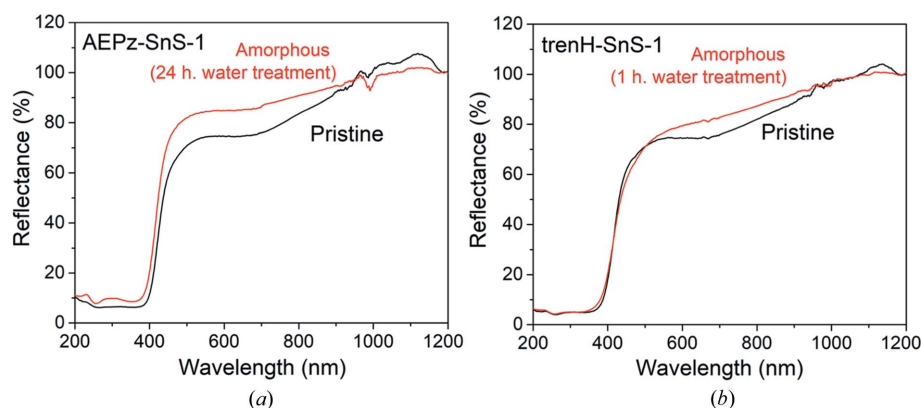 AEPz-SnS-1
Amorphous
(24 h. water treatment)
Pristine
Reflectance (%)
120
100
80
60
40
20
0
200
400
600
800
1000
1200
Wavelength (nm)
(a)
trenH-SnS-1
Amorphous
(1 h. water treatment)
Pristine
Reflectance (%)
120
100
80
60
40
20
0
200
400
600
800
1000
1200
Wavelength (nm)
(b)